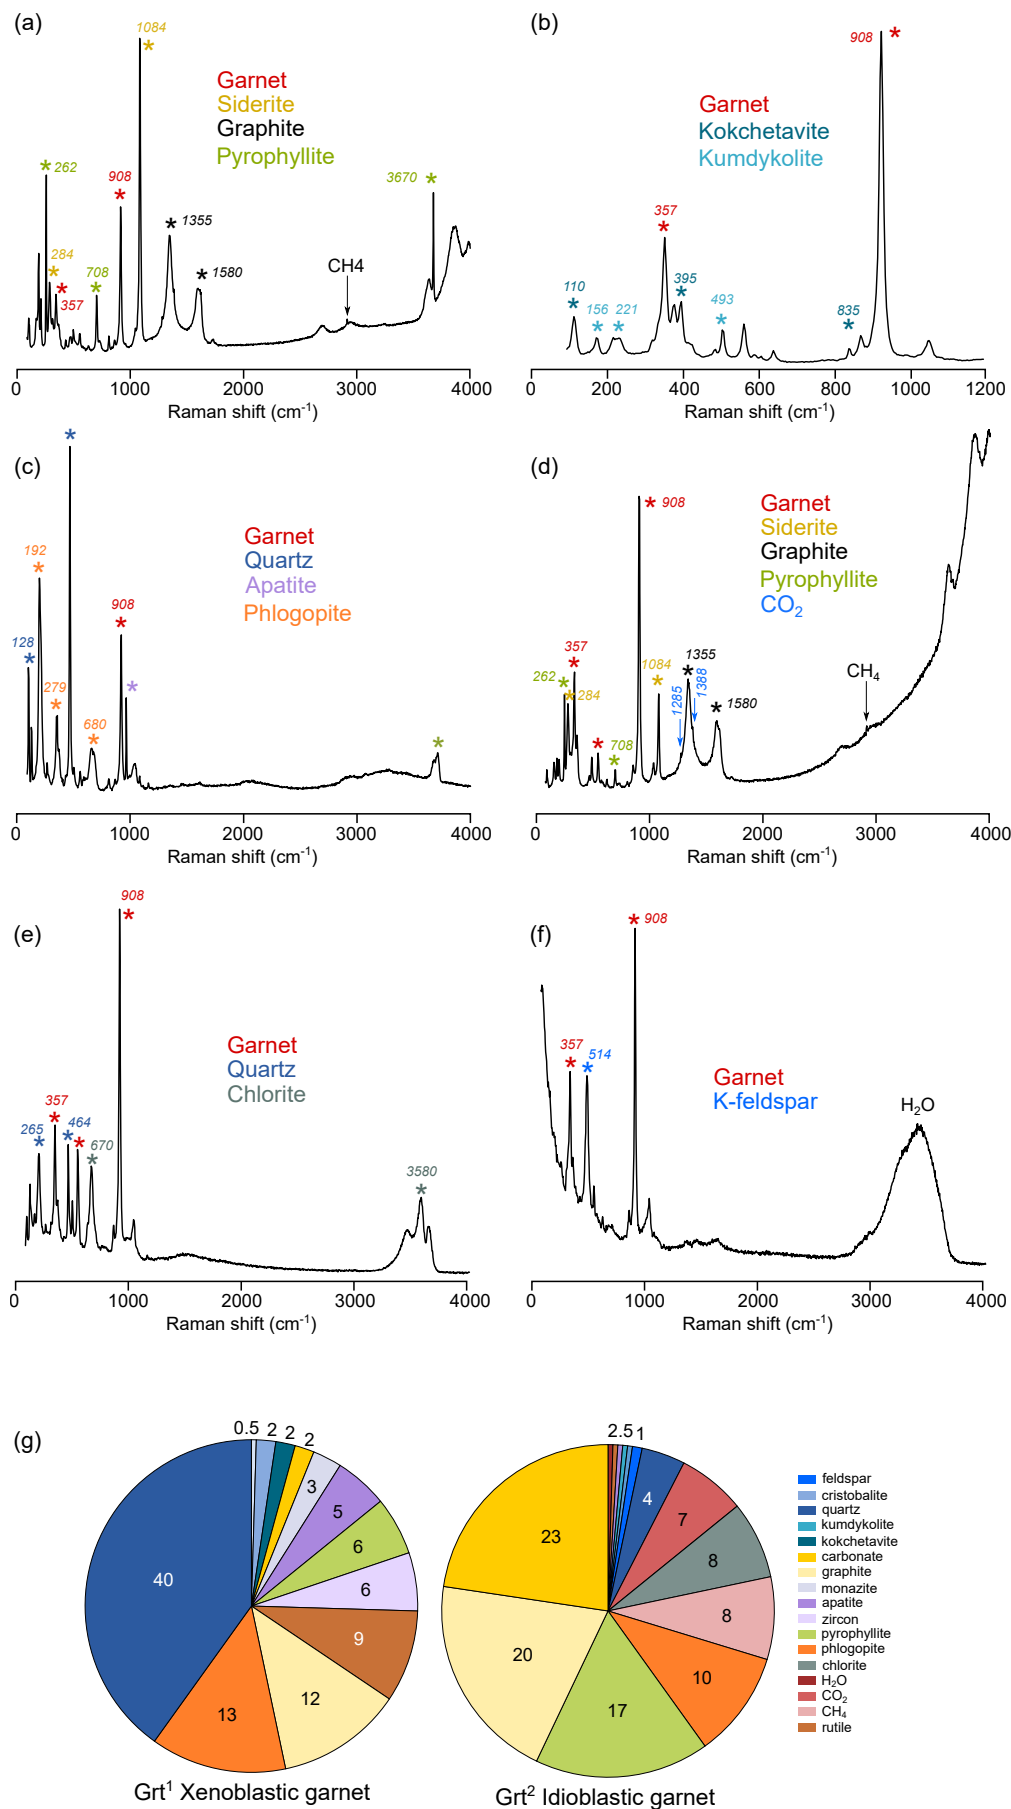 (a)
1084
Garnet
Siderite
Graphite
Pyrophyllite
262
284
357
708
908
1355
1580
CH4
3670
0 1000 2000 3000 4000
Raman shift (cm⁻¹)
(b)
908
Garnet
Kokchetavite
Kumdykolite
357
110
156
221
395
493
835
0 200 400 600 800 1000 1200
Raman shift (cm⁻¹)
(c)
Garnet
Quartz
Apatite
Phlogopite
192
128
279
680
908
0 1000 2000 3000 4000
Raman shift (cm⁻¹)
(d)
908
Garnet
Siderite
Graphite
Pyrophyllite
CO₂
357
262
284
708
1084
1285
1355
1388
1580
CH₄
0 1000 2000 3000 4000
Raman shift (cm⁻¹)
(e)
908
Garnet
Quartz
Chlorite
265
357
464
670
3580
0 1000 2000 3000 4000
Raman shift (cm⁻¹)
(f)
908
357
514
Garnet
K-feldspar
H₂O
0 1000 2000 3000 4000
Raman shift (cm⁻¹)
(g)
0.5 2 2 2
3
5
6
6
9
12
13
40
Grt¹ Xenoblastic garnet
2.5 1
4
7
8
8
10
17
20
23
Grt² Idioblastic garnet
feldspar
cristobalite
quartz
kumdykolite
kokchetavite
carbonate
graphite
monazite
apatite
zircon
pyrophyllite
phlogopite
chlorite
H₂O
CO₂
CH₄
rutile